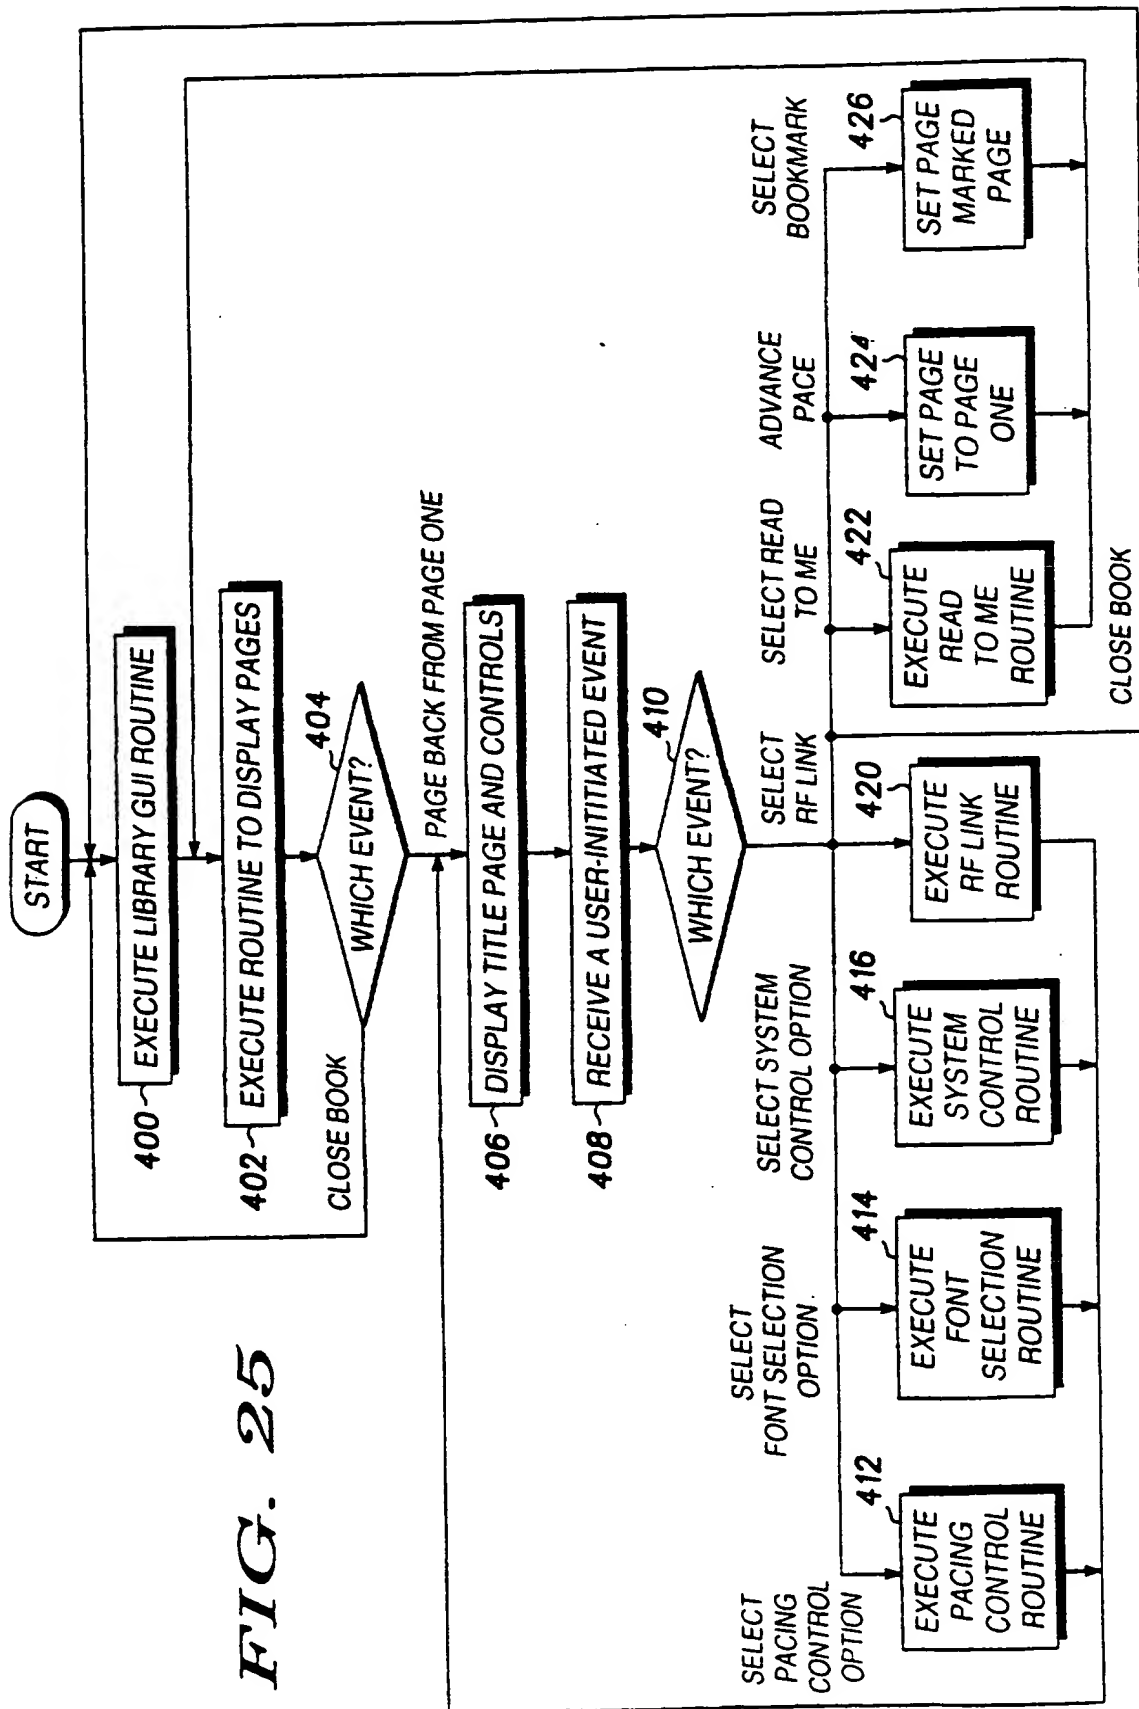 FIG. 25
START
400
EXECUTE LIBRARY GUI ROUTINE
402
EXECUTE ROUTINE TO DISPLAY PAGES
404
WHICH EVENT?
CLOSE BOOK
PAGE BACK FROM PAGE ONE
406
DISPLAY TITLE PAGE AND CONTROLS
408
RECEIVE A USER-INITITIATED EVENT
410
WHICH EVENT?
SELECT
PACING
CONTROL
OPTION
412
EXECUTE
PACING
CONTROL
ROUTINE
SELECT
FONT SELECTION
OPTION
414
EXECUTE
FONT
SELECTION
ROUTINE
SELECT SYSTEM
CONTROL OPTION
416
EXECUTE
SYSTEM
CONTROL
ROUTINE
SELECT
RF LINK
420
EXECUTE
RF LINK
ROUTINE
SELECT READ
TO ME
422
EXECUTE
READ
TO ME
ROUTINE
ADVANCE
PACE
424
SET PAGE
TO PAGE
ONE
SELECT
BOOKMARK
426
SET PAGE
MARKED
PAGE
CLOSE BOOK